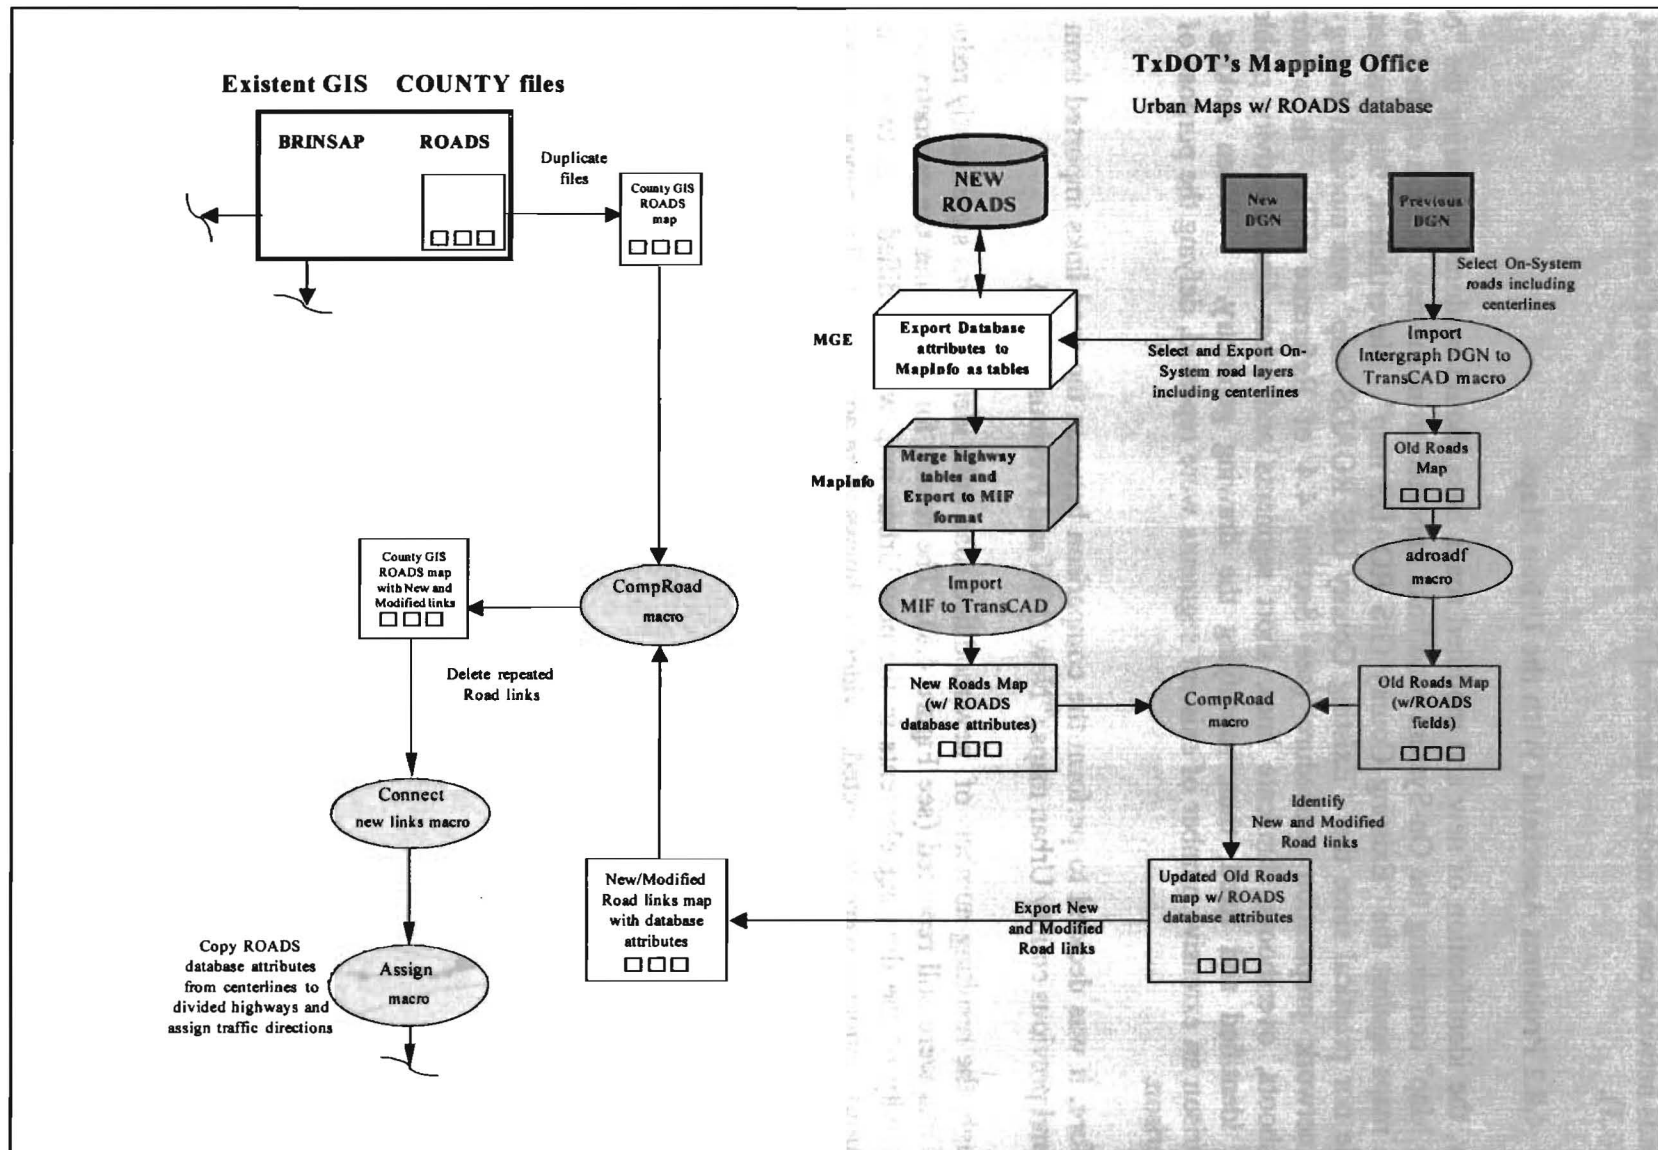 Existent GIS COUNTY files
BRINSAP ROADS
Duplicate
files
County GIS
ROADS
map
CompRoad
macro
County GIS
ROADS map
with New and
Modified links
Delete repeated
Road links
Connect
new links macro
Copy ROADS
database attributes
from centerlines to
divided highways and
assign traffic directions
Assign
macro
New/Modified
Road links map
with database
attributes
TxDOT's Mapping Office
Urban Maps w/ ROADS database
NEW
ROADS
New
DGN
Previous
DGN
Select On-System
roads including
centerlines
MGE
Export Database
attributes to
MapInfo as tables
Select and Export On-
System road layers
including centerlines
Import
Intergraph DGN to
TransCAD macro
MapInfo
Merge highway
tables and
Export to MIF
format
Old Roads
Map
adroadf
macro
Import
MIF to TransCAD
New Roads Map
(w/ ROADS
database attributes)
CompRoad
macro
Old Roads Map
(w/ROADS
fields)
Identify
New and Modified
Road links
Updated Old Roads
map w/ ROADS
database attributes
Export New
and Modified
Road links